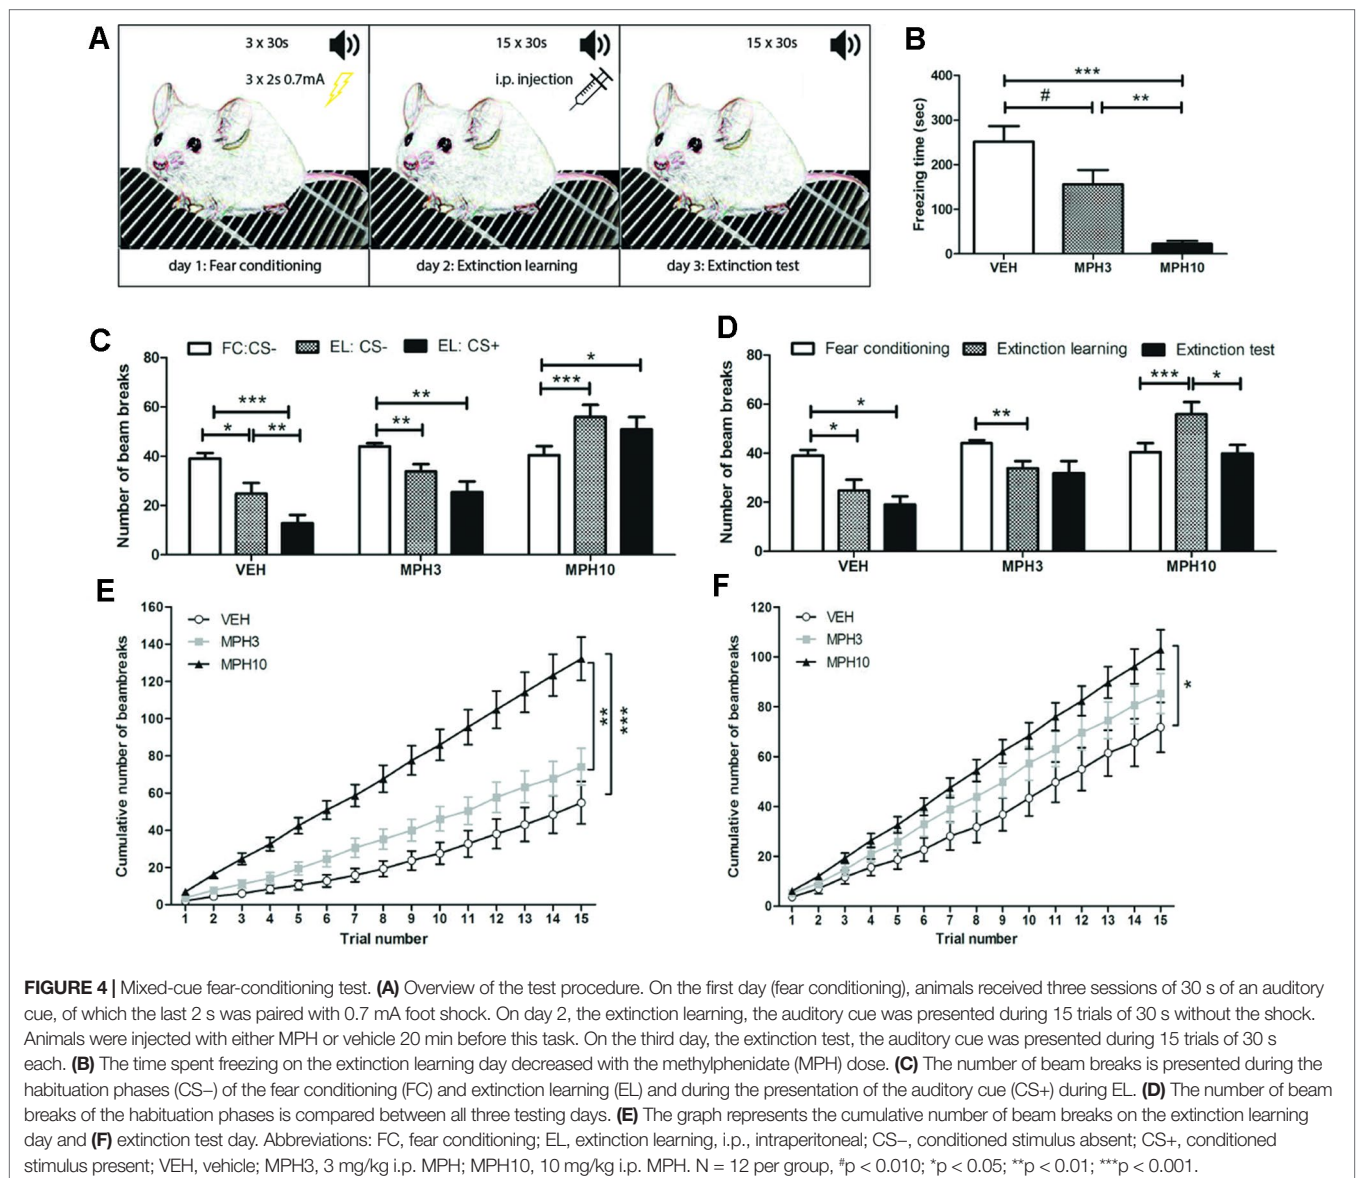 A
3 x 30s
3 x 2s 0.7mA
day 1: Fear conditioning
15 x 30s
i.p. injection
day 2: Extinction learning
15 x 30s
day 3: Extinction test
B
Freezing time (sec)
400
300
200
100
0
***
#
**
VEH
MPH3
MPH10
C
FC:CS-
EL: CS-
EL: CS+
Number of beam breaks
80
60
40
20
0
***
*
**
**
**
*
***
VEH
MPH3
MPH10
D
Fear conditioning
Extinction learning
Extinction test
Number of beam breaks
80
60
40
20
0
*
*
**
***
*
VEH
MPH3
MPH10
E
VEH
MPH3
MPH10
Cumulative number of beambreaks
160
140
120
100
80
60
40
20
0
**
***
1 2 3 4 5 6 7 8 9 10 11 12 13 14 15
Trial number
F
VEH
MPH3
MPH10
Cumulative number of beambreaks
120
100
80
60
40
20
0
*
1 2 3 4 5 6 7 8 9 10 11 12 13 14 15
Trial number
FIGURE 4 | Mixed-cue fear-conditioning test. (A) Overview of the test procedure. On the first day (fear conditioning), animals received three sessions of 30 s of an auditory
cue, of which the last 2 s was paired with 0.7 mA foot shock. On day 2, the extinction learning, the auditory cue was presented during 15 trials of 30 s without the shock.
Animals were injected with either MPH or vehicle 20 min before this task. On the third day, the extinction test, the auditory cue was presented during 15 trials of 30 s
each. (B) The time spent freezing on the extinction learning day decreased with the methylphenidate (MPH) dose. (C) The number of beam breaks is presented during the
habituation phases (CS−) of the fear conditioning (FC) and extinction learning (EL) and during the presentation of the auditory cue (CS+) during EL. (D) The number of beam
breaks of the habituation phases is compared between all three testing days. (E) The graph represents the cumulative number of beam breaks on the extinction learning
day and (F) extinction test day. Abbreviations: FC, fear conditioning; EL, extinction learning, i.p., intraperitoneal; CS−, conditioned stimulus absent; CS+, conditioned
stimulus present; VEH, vehicle; MPH3, 3 mg/kg i.p. MPH; MPH10, 10 mg/kg i.p. MPH. N = 12 per group, #p < 0.010; *p < 0.05; **p < 0.01; ***p < 0.001.